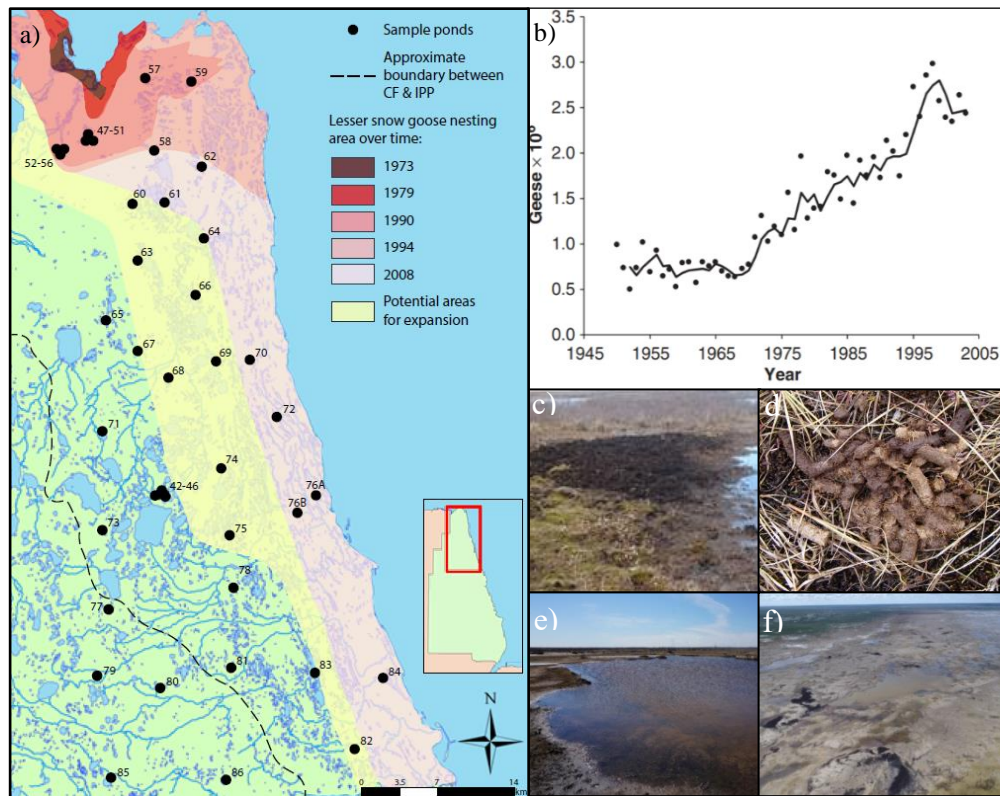 a)
Sample ponds
Approximate
boundary between
CF & IPP
Lesser snow goose nesting
area over time:
1973
1979
1990
1994
2008
Potential areas
for expansion
57
59
47-51
52-56
58
62
60
61
64
63
66
65
67
69
70
68
72
71
74
42-46
76A
76B
73
75
78
77
81
83
84
79
80
82
85
86
N
0 3.5 7 14
km
b)
Geese × 10⁶
3.5
3.0
2.5
2.0
1.5
1.0
0.5
0.0
1945 1955 1965 1975 1985 1995 2005
Year
c)
d)
e)
f)